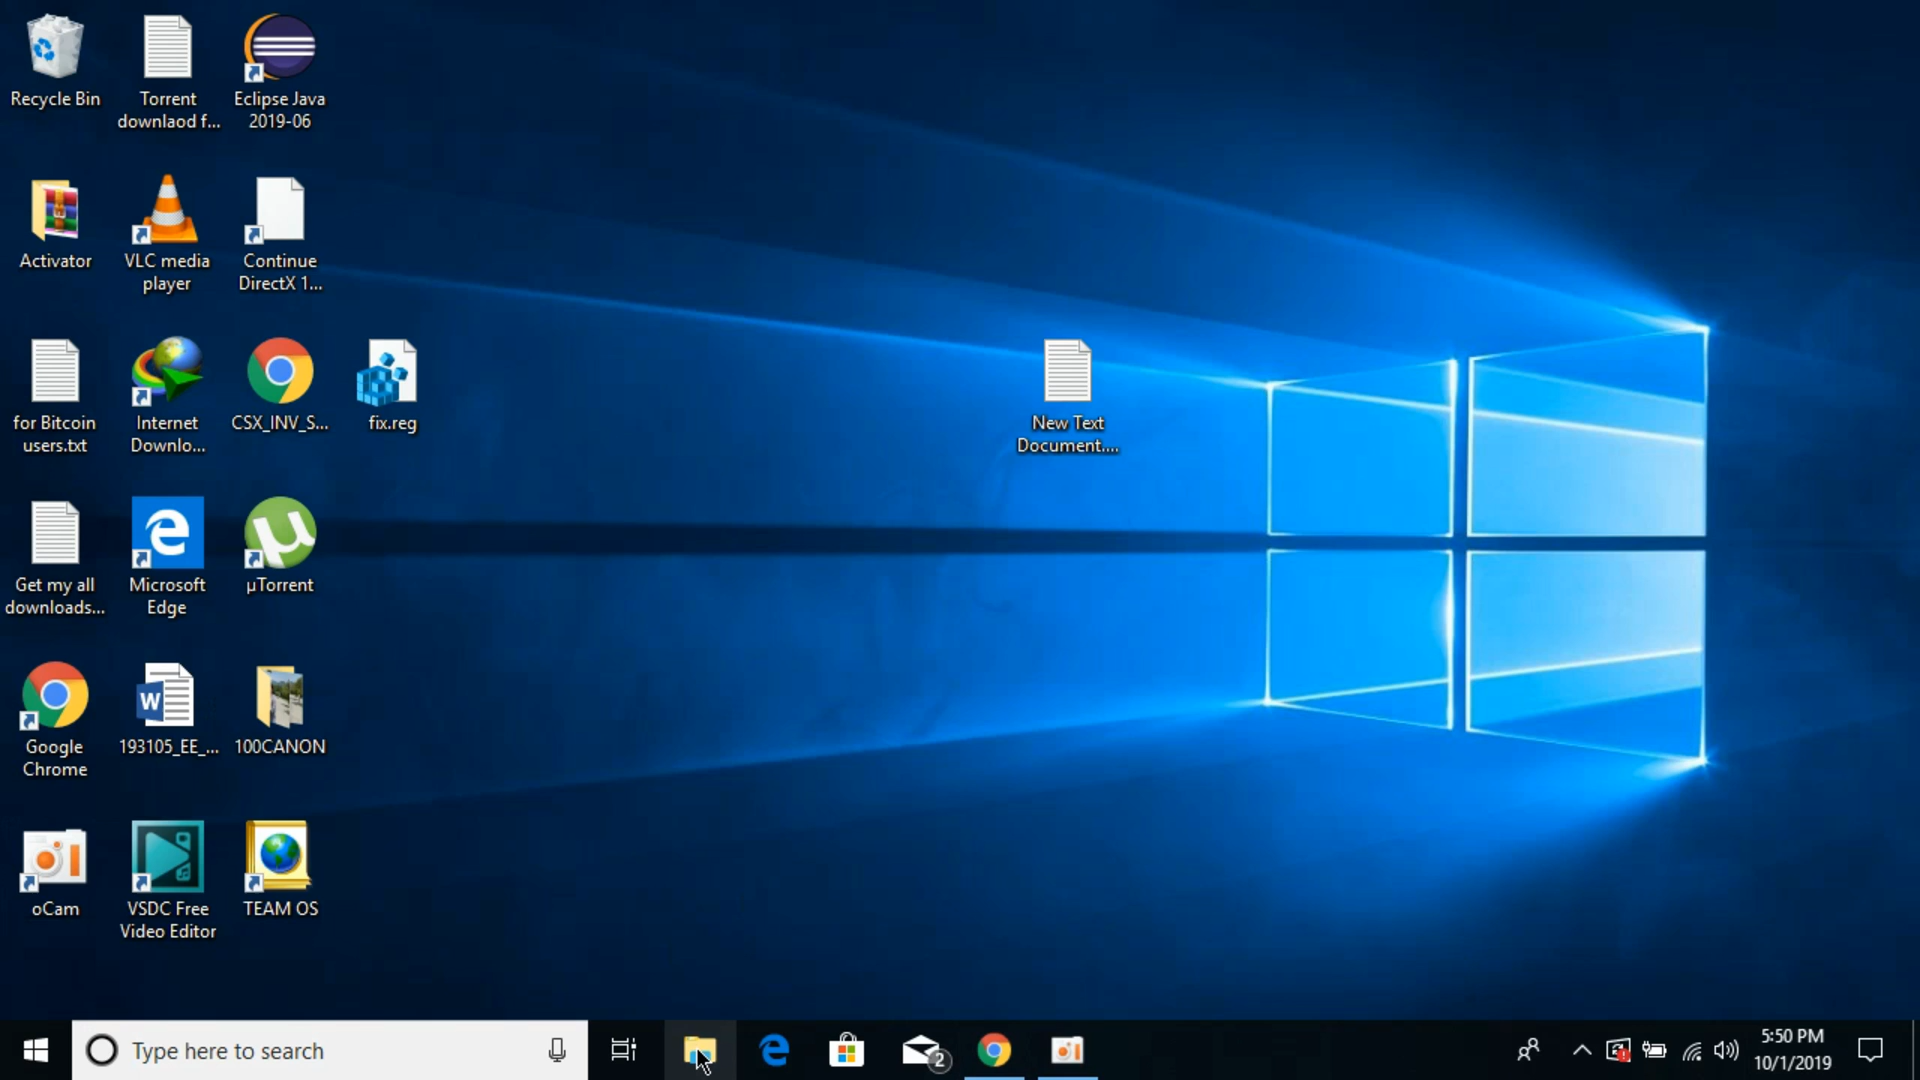 Recycle Bin
Torrent
downlaod f...
Eclipse Java
2019-06
Activator
VLC media
player
Continue
DirectX 1...
for Bitcoin
users.txt
Internet
Downlo...
CSX_INV_S...
fix.reg
New Text
Document....
Get my all
downloads...
Microsoft
Edge
µTorrent
Google
Chrome
193105_EE_...
100CANON
oCam
VSDC Free
Video Editor
TEAM OS
Type here to search
2
5:50 PM
10/1/2019